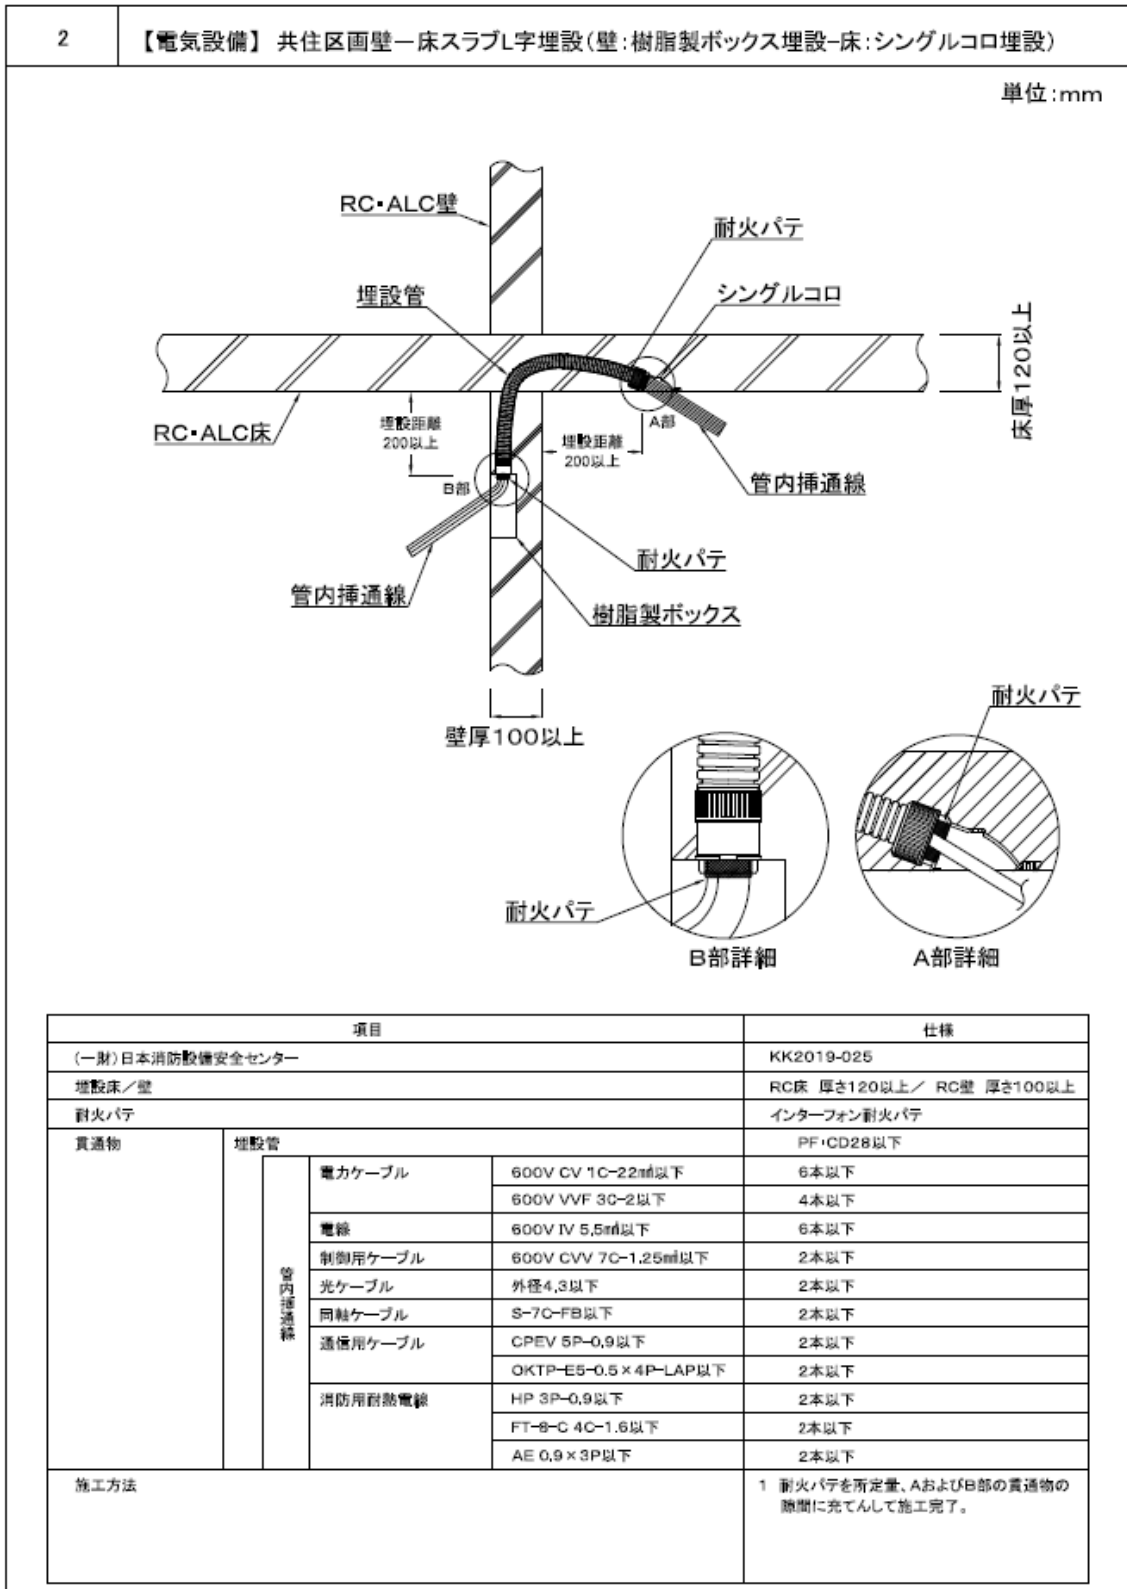 2
【電気設備】 共住区画壁ー床スラブL字埋設(壁:樹脂製ボックス埋設-床:シングルコロ埋設)
単位:mm
RC・ALC壁
耐火パテ
埋設管
シングルコロ
床厚120以上
RC・ALC床
埋設距離
200以上
埋設距離
200以上
A部
B部
管内挿通線
耐火パテ
管内挿通線
樹脂製ボックス
壁厚100以上
耐火パテ
耐火パテ
B部詳細
A部詳細
項目 仕様
(一財)日本消防設備安全センター KK2019-025
埋設床/壁 RC床 厚さ120以上/ RC壁 厚さ100以上
耐火パテ インターフォン耐火パテ
貫通物 埋設管 PF・CD28以下
管内挿通線
電力ケーブル 600V CV 1C-22㎟以下 6本以下
600V VVF 3C-2以下 4本以下
電線 600V IV 5.5㎟以下 6本以下
制御用ケーブル 600V CVV 7C-1.25㎟以下 2本以下
光ケーブル 外径4.3以下 2本以下
同軸ケーブル S-7C-FB以下 2本以下
通信用ケーブル CPEV 5P-0.9以下 2本以下
OKTP-E5-0.5×4P-LAP以下 2本以下
消防用耐熱電線 HP 3P-0.9以下 2本以下
FT-8-C 4C-1.6以下 2本以下
AE 0.9×3P以下 2本以下
施工方法 1 耐火パテを所定量、AおよびB部の貫通物の
隙間に充てんして施工完了。